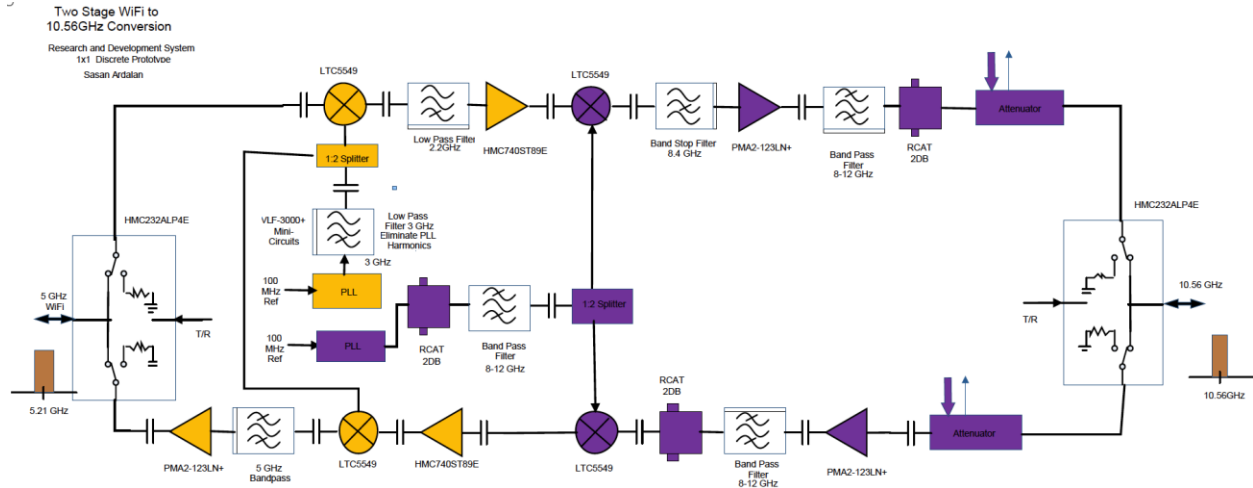 Two Stage WiFi to
10.56GHz Conversion
Research and Development System
1x1 Discrete Prototype
Sasan Ardalan
LTC5549
Low Pass Filter
2.2GHz
HMC740ST89E
LTC5549
Band Stop Filter
8.4 GHz
PMA2-123LN+
Band Pass
Filter
8-12 GHz
RCAT
2DB
Attenuator
1:2 Splitter
VLF-3000+
Mini-
Circuits
Low Pass
Filter 3 GHz
Eliminate PLL
Harmonics
3 GHz
100
MHz
Ref
PLL
100
MHz
Ref
PLL
RCAT
2DB
Band Pass
Filter
8-12 GHz
1:2 Splitter
HMC232ALP4E
5 GHz
WiFi
T/R
5.21 GHz
HMC232ALP4E
10.56 GHz
T/R
10.56GHz
PMA2-123LN+
5 GHz
Bandpass
LTC5549
HMC740ST89E
LTC5549
RCAT
2DB
Band Pass
Filter
8-12 GHz
PMA2-123LN+
Attenuator